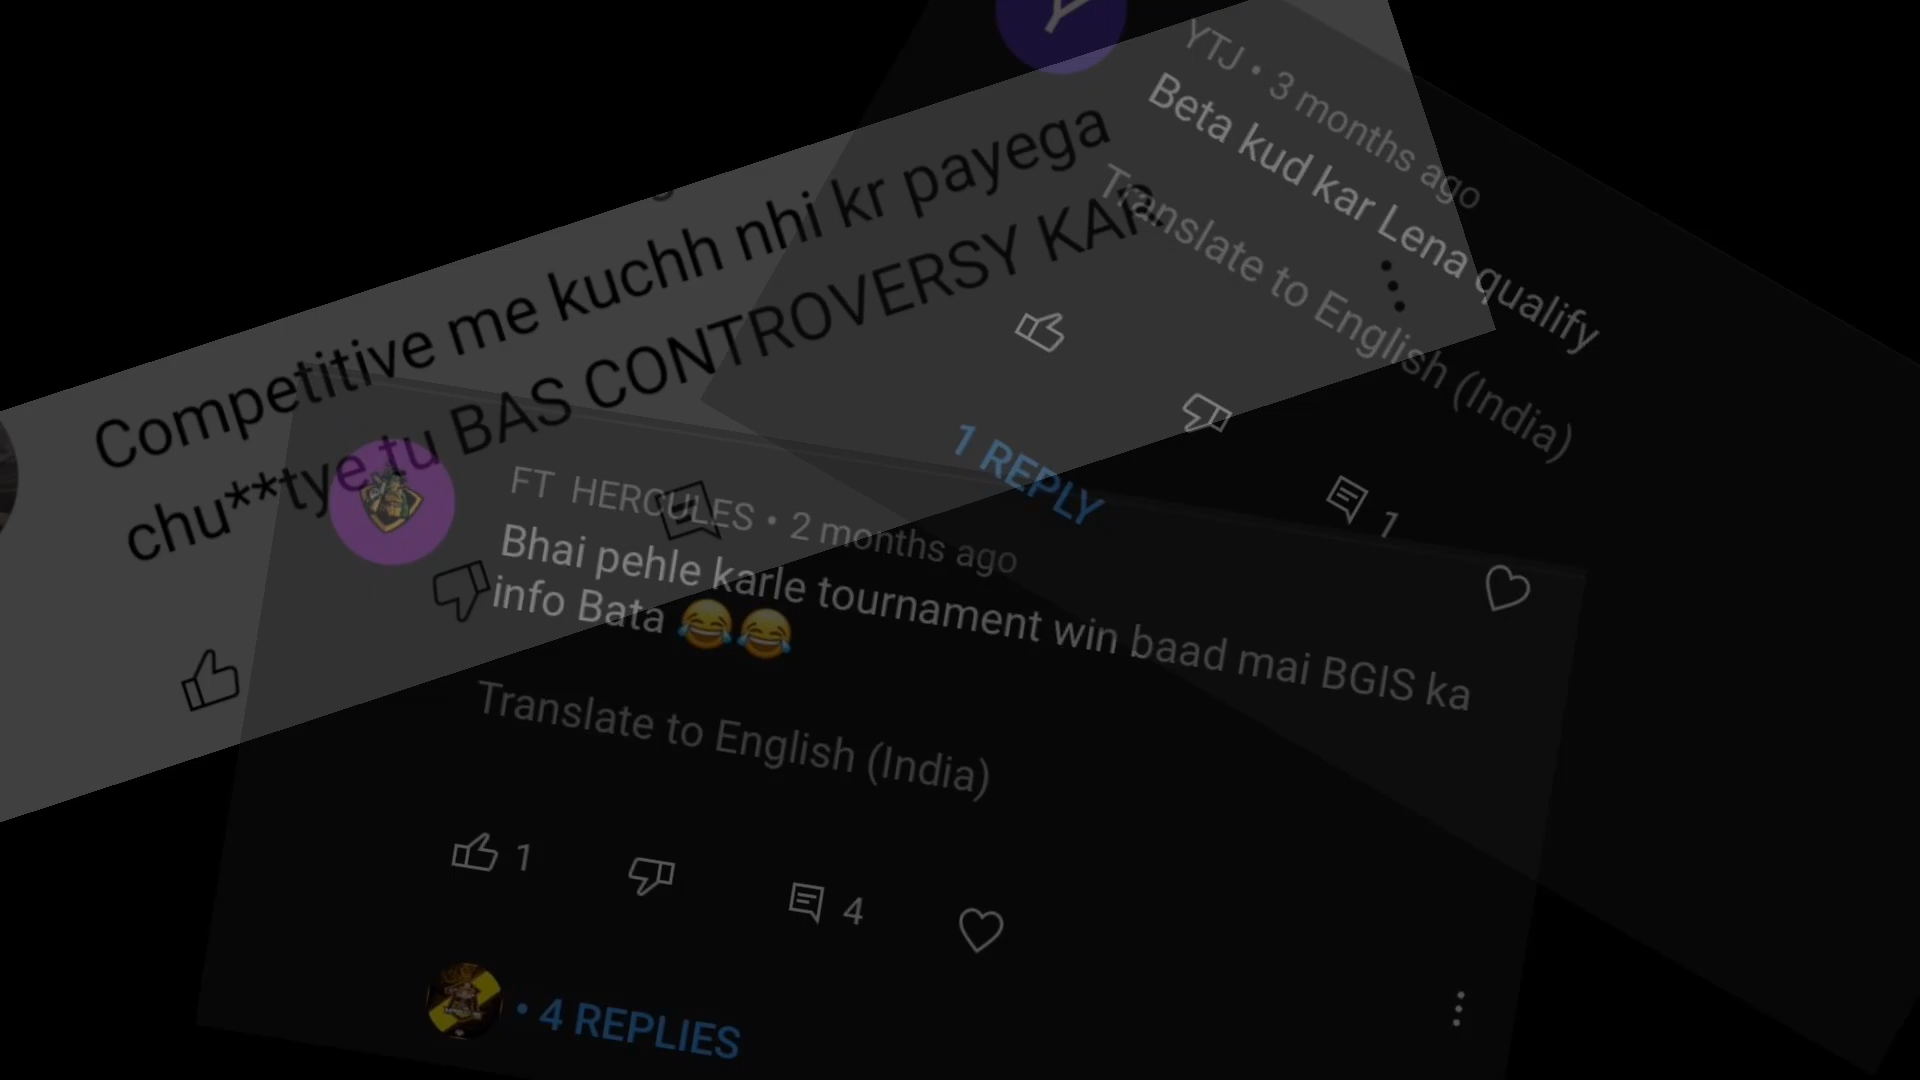 YTJ • 3 months ago
Beta kud kar Lena qualify
Translate to English (India)
1
1 REPLY
Competitive me kuchh nhi kr payega
chu**tye tu BAS CONTROVERSY KAR
FT HERCULES • 2 months ago
Bhai pehle karle tournament win baad mai BGIS ka
info Bata 😂😂
Translate to English (India)
1
4
• 4 REPLIES